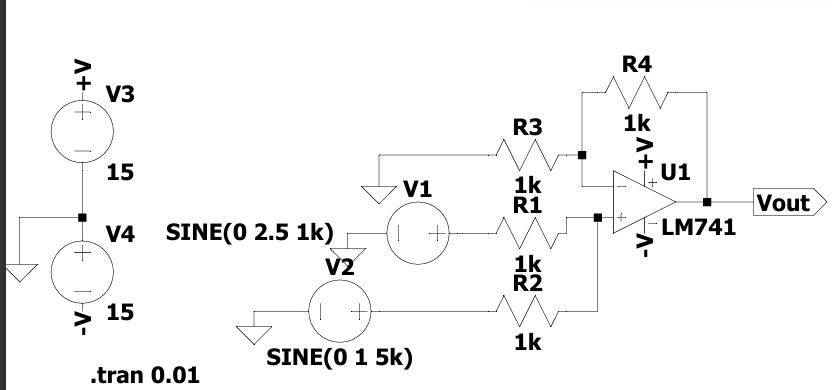 +V
V3
15
V4
15
-V
.tran 0.01
R4
1k
R3
1k
+V
U1
LM741
-V
Vout
V1
SINE(0 2.5 1k)
R1
1k
V2
SINE(0 1 5k)
R2
1k